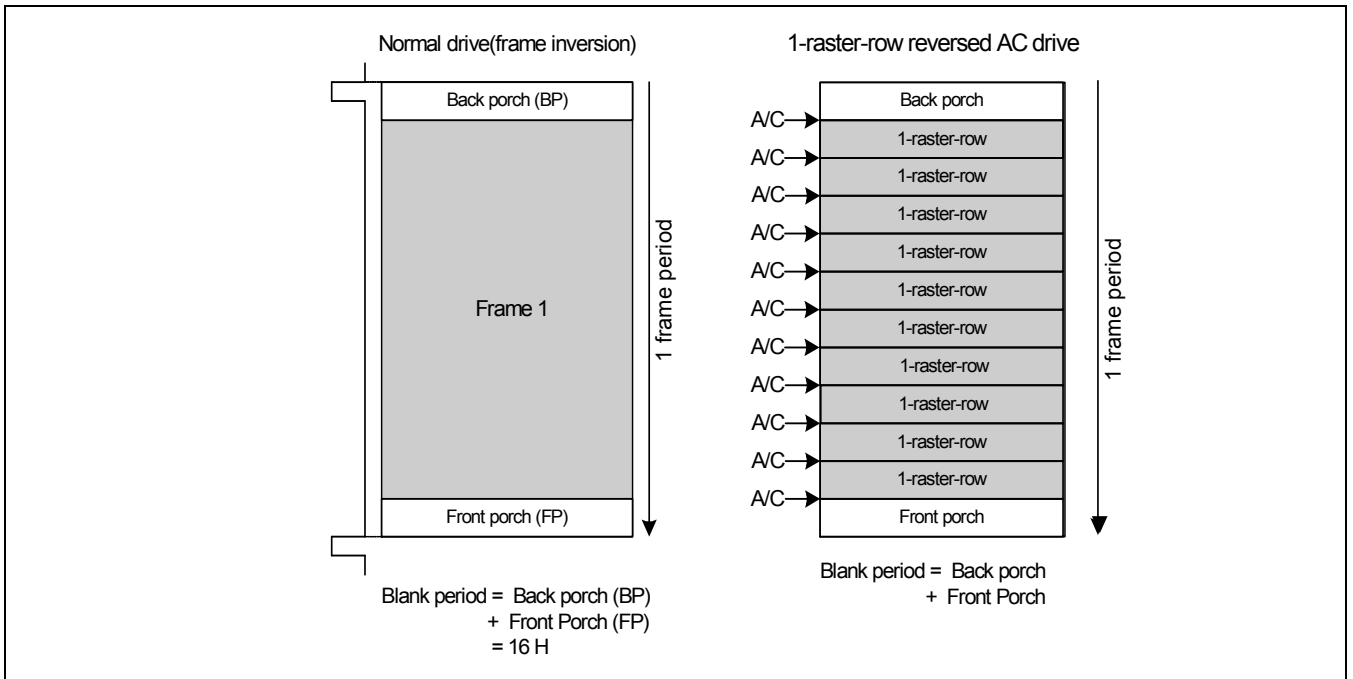 Normal drive(frame inversion)
Back porch (BP)
Frame 1
Front porch (FP)
1 frame period
Blank period = Back porch (BP)
+ Front Porch (FP)
= 16 H
1-raster-row reversed AC drive
Back porch
A/C
1-raster-row
A/C
1-raster-row
A/C
1-raster-row
A/C
1-raster-row
A/C
1-raster-row
A/C
1-raster-row
A/C
1-raster-row
A/C
1-raster-row
A/C
1-raster-row
A/C
1-raster-row
A/C
Front porch
1 frame period
Blank period = Back porch
+ Front Porch